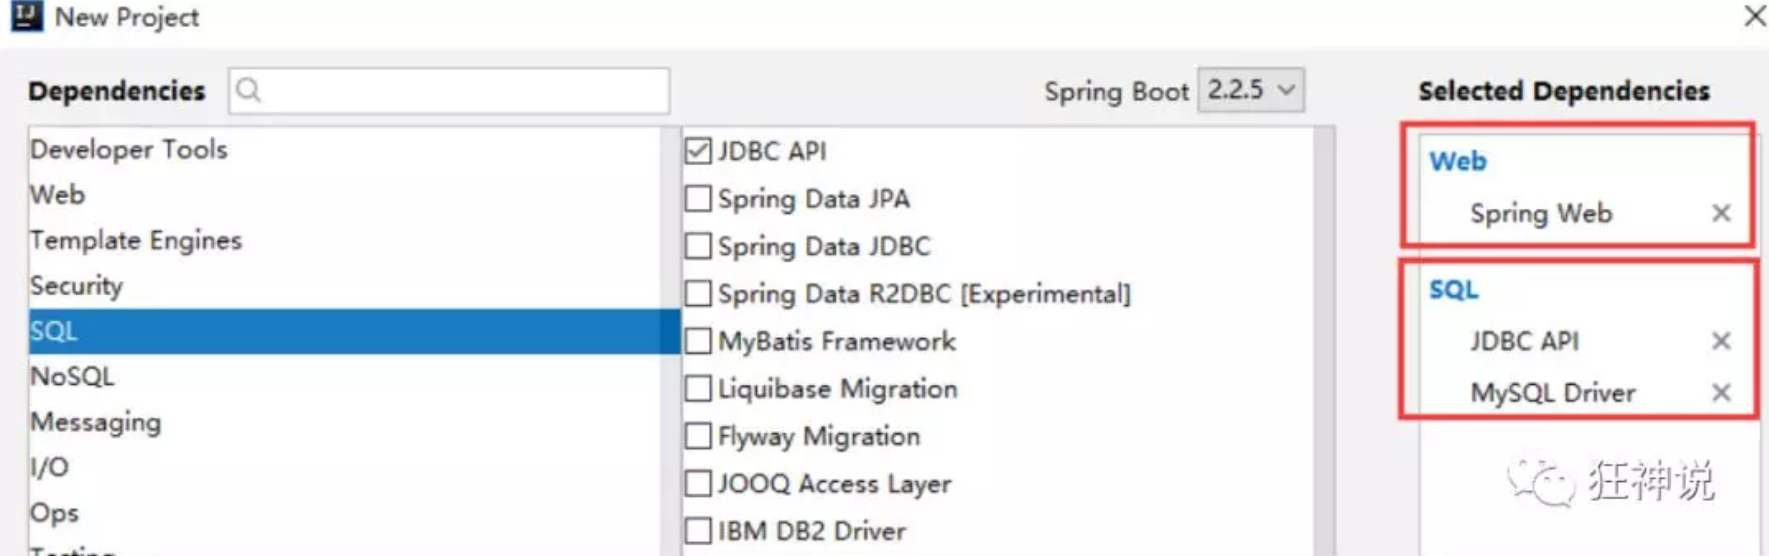 IJ New Project
Dependencies
Spring Boot 2.2.5
Selected Dependencies
Developer Tools
Web
Template Engines
Security
SQL
NoSQL
Messaging
I/O
Ops
Testing
JDBC API
Spring Data JPA
Spring Data JDBC
Spring Data R2DBC [Experimental]
MyBatis Framework
Liquibase Migration
Flyway Migration
JOOQ Access Layer
IBM DB2 Driver
Web
Spring Web
SQL
JDBC API
MySQL Driver
狂神说